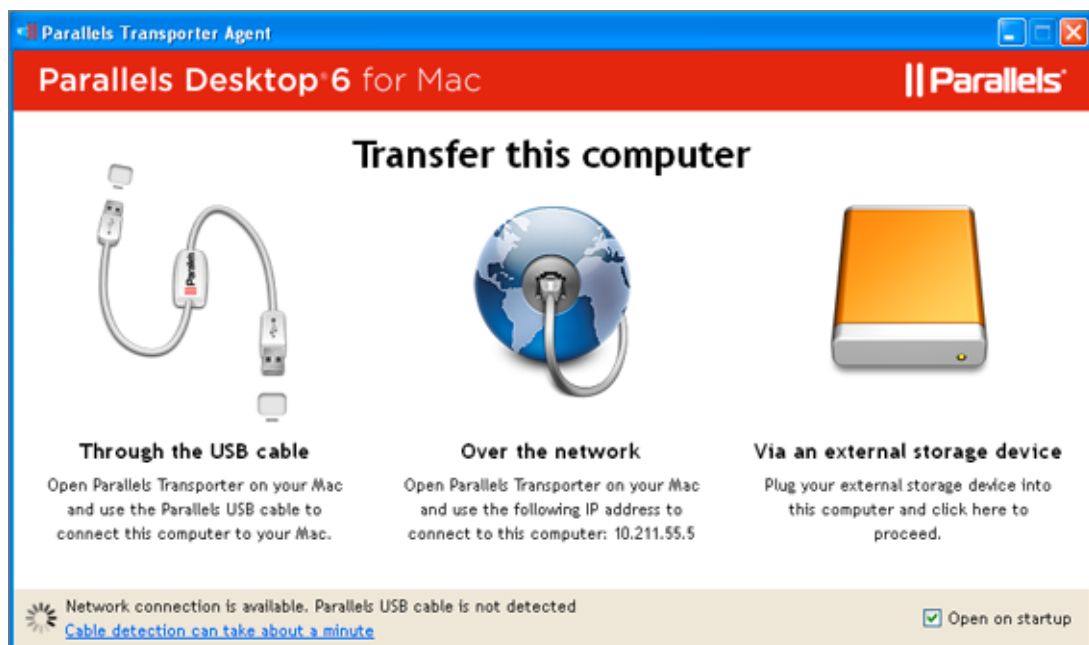 Parallels Transporter Agent
Parallels Desktop®6 for Mac
Parallels®
Transfer this computer
Parallels
Through the USB cable
Open Parallels Transporter on your Mac
and use the Parallels USB cable to
connect this computer to your Mac.
Over the network
Open Parallels Transporter on your Mac
and use the following IP address to
connect to this computer: 10.211.55.5
Via an external storage device
Plug your external storage device into
this computer and click here to
proceed.
Network connection is available. Parallels USB cable is not detected
Cable detection can take about a minute
Open on startup